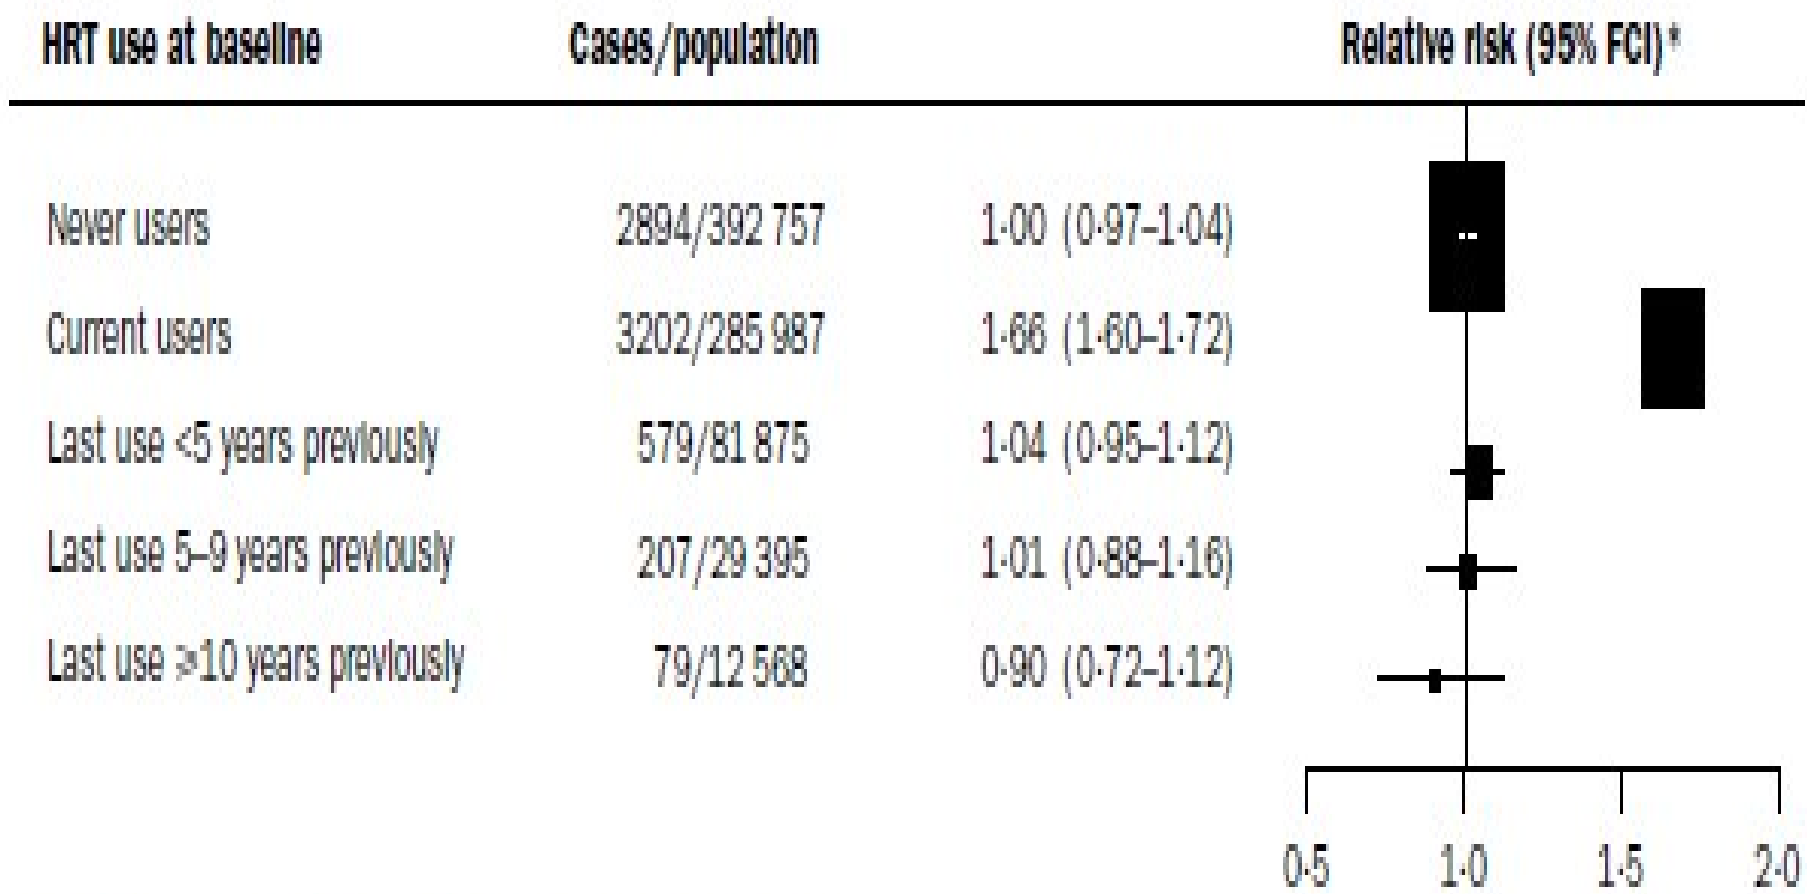 HRT use at baseline Cases/population Relative risk (95% FCI)*
Never users 2894/392 757 1·00 (0·97–1·04)
Current users 3202/285 987 1·66 (1·60–1·72)
Last use <5 years previously 579/81 875 1·04 (0·95–1·12)
Last use 5–9 years previously 207/29 395 1·01 (0·88–1·16)
Last use ⩾10 years previously 79/12 568 0·90 (0·72–1·12)
0·5 1·0 1·5 2·0